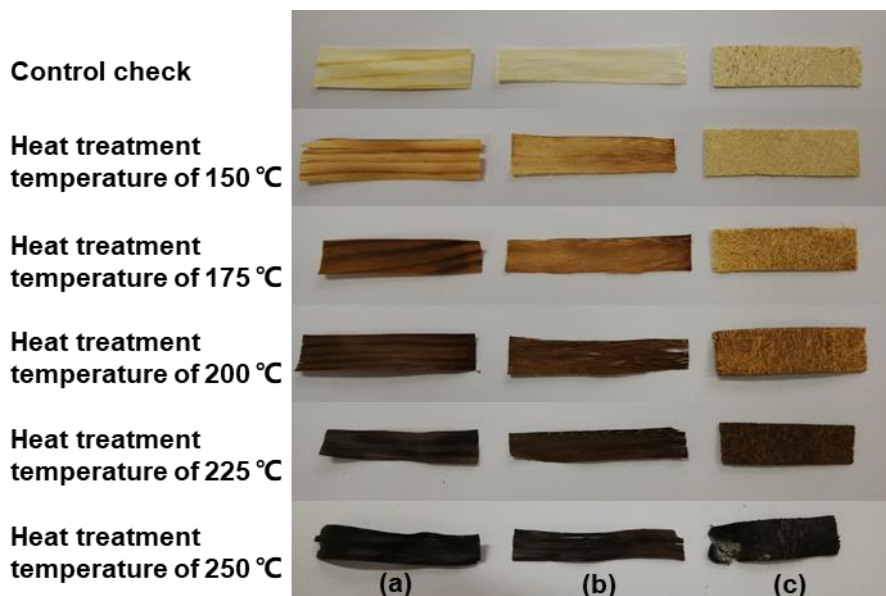 Control check
Heat treatment
temperature of 150 ℃
Heat treatment
temperature of 175 ℃
Heat treatment
temperature of 200 ℃
Heat treatment
temperature of 225 ℃
Heat treatment
temperature of 250 ℃
(a) (b) (c)